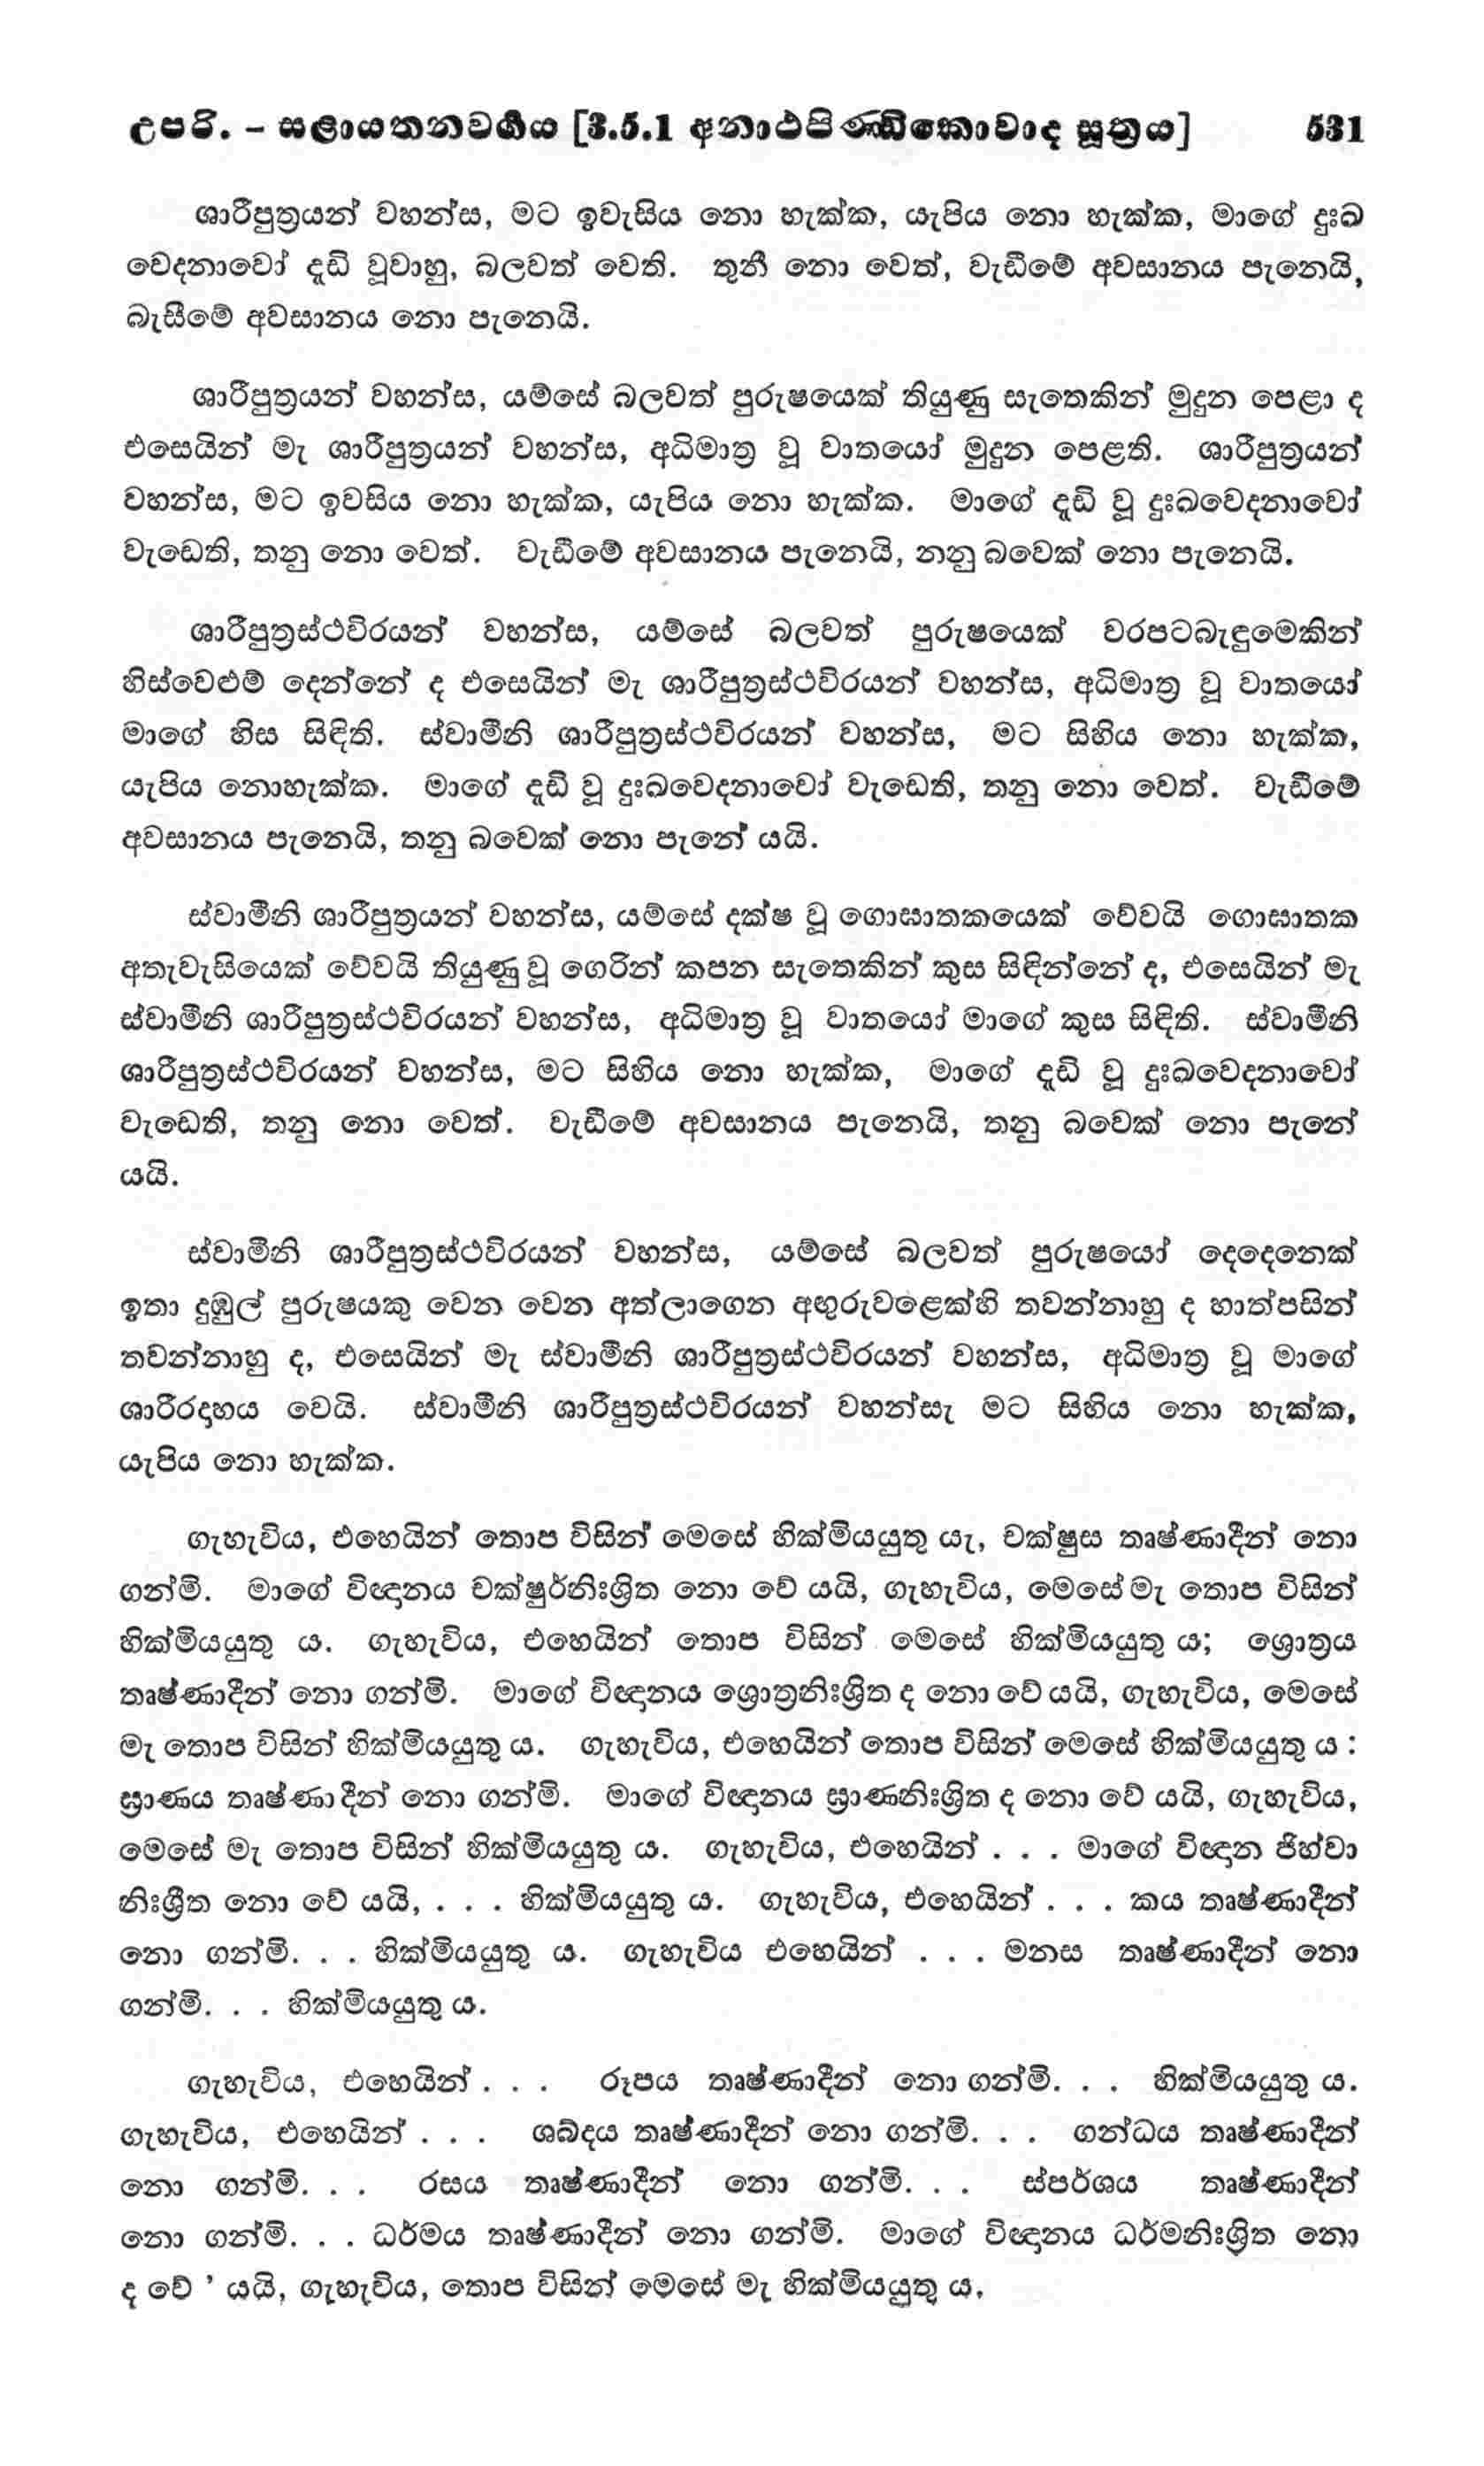 උපරි. – සළායතනවර්ගය [3.5.1 අනාථපිණ්ඩිකොවාද සූත්‍රය] 531
ශාරීපුත්‍රයන් වහන්ස, මට ඉවැසිය නො හැක්ක, යැපිය නො හැක්ක, මාගේ දුඃඛ
වෙදනාවෝ දැඩි වූවාහු, බලවත් වෙති. තුනී නො වෙත්, වැඩීමේ අවසානය පැනෙයි,
බැසීමේ අවසානය නො පැනෙයි.
ශාරීපුත්‍රයන් වහන්ස, යම්සේ බලවත් පුරුෂයෙක් තියුණු සැතෙකින් මුදුන පෙළා ද
එසෙයින් මැ ශාරීපුත්‍රයන් වහන්ස, අධිමාත්‍ර වූ වාතයෝ මුදුන පෙළති. ශාරීපුත්‍රයන්
වහන්ස, මට ඉවසිය නො හැක්ක, යැපිය නො හැක්ක. මාගේ දැඩි වූ දුඃඛවෙදනාවෝ
වැඩෙති, තනු නො වෙත්. වැඩීමේ අවසානය පැනෙයි, නනු බවෙක් නො පැනෙයි.
ශාරීපුත්‍රස්ථවිරයන් වහන්ස, යම්සේ බලවත් පුරුෂයෙක් වරපටබැඳුමෙකින්
හිස්වෙළුම් දෙන්නේ ද එසෙයින් මැ ශාරීපුත්‍රස්ථවිරයන් වහන්ස, අධිමාත්‍ර වූ වාතයෝ
මාගේ හිස සිඳිති. ස්වාමීනි ශාරීපුත්‍රස්ථවිරයන් වහන්ස, මට සිහිය නො හැක්ක,
යැපිය නොහැක්ක. මාගේ දැඩි වූ දුඃඛවෙදනාවෝ වැඩෙති, තනු නො වෙත්. වැඩීමේ
අවසානය පැනෙයි, තනු බවෙක් නො පැනේ යයි.
ස්වාමීනි ශාරීපුත්‍රයන් වහන්ස, යම්සේ දක්ෂ වූ ගොඝාතකයෙක් වේවයි ගොඝාතක
අතැවැසියෙක් වේවයි තියුණු වූ ගෙරින් කපන සැතෙකින් කුස සිඳින්නේ ද, එසෙයින් මැ
ස්වාමීනි ශාරීපුත්‍රස්ථවිරයන් වහන්ස, අධිමාත්‍ර වූ වාතයෝ මාගේ කුස සිඳිති. ස්වාමීනි
ශාරීපුත්‍රස්ථවිරයන් වහන්ස, මට සිහිය නො හැක්ක, මාගේ දැඩි වූ දුඃඛවෙදනාවෝ
වැඩෙති, තනු නො වෙත්. වැඩීමේ අවසානය පැනෙයි, තනු බවෙක් නො පැනේ
යයි.
ස්වාමීනි ශාරීපුත්‍රස්ථවිරයන් වහන්ස, යම්සේ බලවත් පුරුෂයෝ දෙදෙනෙක්
ඉතා දුඹුල් පුරුෂයකු වෙන වෙන අත්ලාගෙන අඟුරුවළෙක්හි තවන්නාහු ද හාත්පසින්
තවන්නාහු ද, එසෙයින් මැ ස්වාමීනි ශාරීපුත්‍රස්ථවිරයන් වහන්ස, අධිමාත්‍ර වූ මාගේ
ශාරීරදාහය වෙයි. ස්වාමීනි ශාරීපුත්‍රස්ථවිරයන් වහන්සැ මට සිහිය නො හැක්ක,
යැපිය නො හැක්ක.
ගැහැවිය, එහෙයින් තොප විසින් මෙසේ හික්මියයුතු යැ, චක්ෂුස තෘෂ්ණාදීන් නො
ගන්මි. මාගේ විඥානය චක්ෂුර්නිඃශ්‍රිත නො වේ යයි, ගැහැවිය, මෙසේ මැ තොප විසින්
හික්මියයුතු ය. ගැහැවිය, එහෙයින් තොප විසින් මෙසේ හික්මියයුතු ය; ශ්‍රොත්‍රය
තෘෂ්ණාදීන් නො ගන්මි. මාගේ විඥානය ශ්‍රොත්‍රනිඃශ්‍රිත ද නො වේ යයි, ගැහැවිය, මෙසේ
මැ තොප විසින් හික්මියයුතු ය. ගැහැවිය, එහෙයින් තොප විසින් මෙසේ හික්මියයුතු ය :
ඝ්‍රාණය තෘෂ්ණාදීන් නො ගන්මි. මාගේ විඥානය ඝ්‍රාණනිඃශ්‍රිත ද නො වේ යයි, ගැහැවිය,
මෙසේ මැ තොප විසින් හික්මියයුතු ය. ගැහැවිය, එහෙයින් . . . මාගේ විඥාන ජිහ්වා
නිඃශ්‍රීත නො වේ යයි, . . . හික්මියයුතු ය. ගැහැවිය, එහෙයින් . . . කය තෘෂ්ණාදීන්
නො ගන්මි. . . හික්මියයුතු ය. ගැහැවිය එහෙයින් . . . මනස තෘෂ්ණාදීන් නො
ගන්මි. . . හික්මියයුතු ය.
ගැහැවිය, එහෙයින් . . . රූපය තෘෂ්ණාදීන් නො ගන්මි. . . හික්මියයුතු ය.
ගැහැවිය, එහෙයින් . . . ශබ්දය තෘෂ්ණාදීන් නො ගන්මි. . . ගන්ධය තෘෂ්ණාදීන්
නො ගන්මි. . . රසය තෘෂ්ණාදීන් නො ගන්මි. . . ස්පර්ශය තෘෂ්ණාදීන්
නො ගන්මි. . . ධර්මය තෘෂ්ණාදීන් නො ගන්මි. මාගේ විඥානය ධර්මනිඃශ්‍රිත නො
ද වේ ’ යයි, ගැහැවිය, තොප විසින් මෙසේ මැ හික්මියයුතු ය.